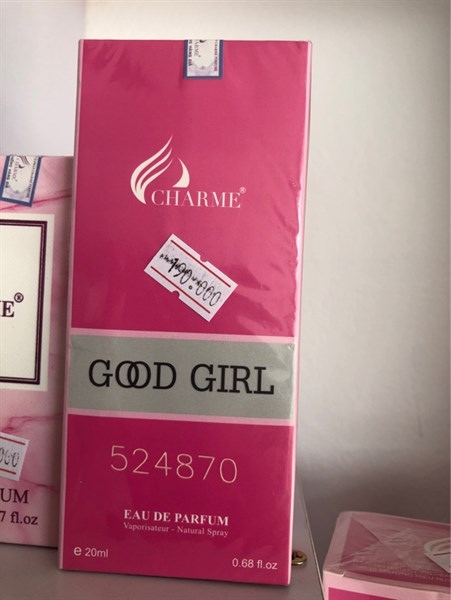 CHARME®
190.000
GOOD GIRL
524870
EAU DE PARFUM
Vaporisateur - Natural Spray
e 20ml
0.68 fl.oz
E®
000
UM
7 fl.oz